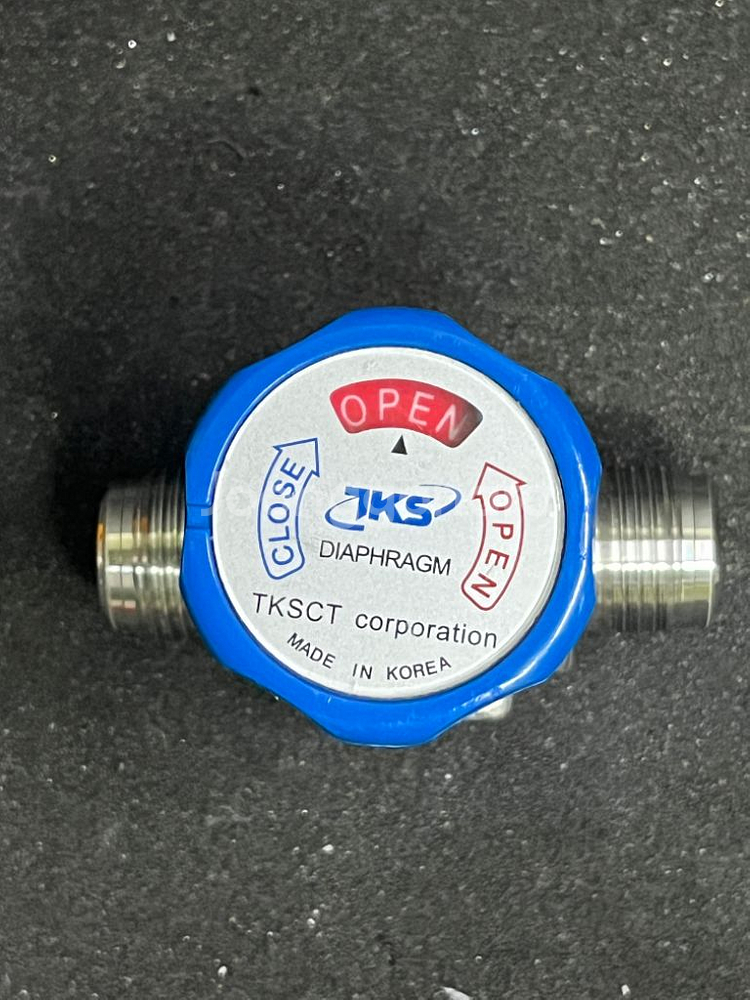 OPEN
CLOSE
OPEN
TKS
DIAPHRAGM
TKSCT corporation
MADE IN KOREA